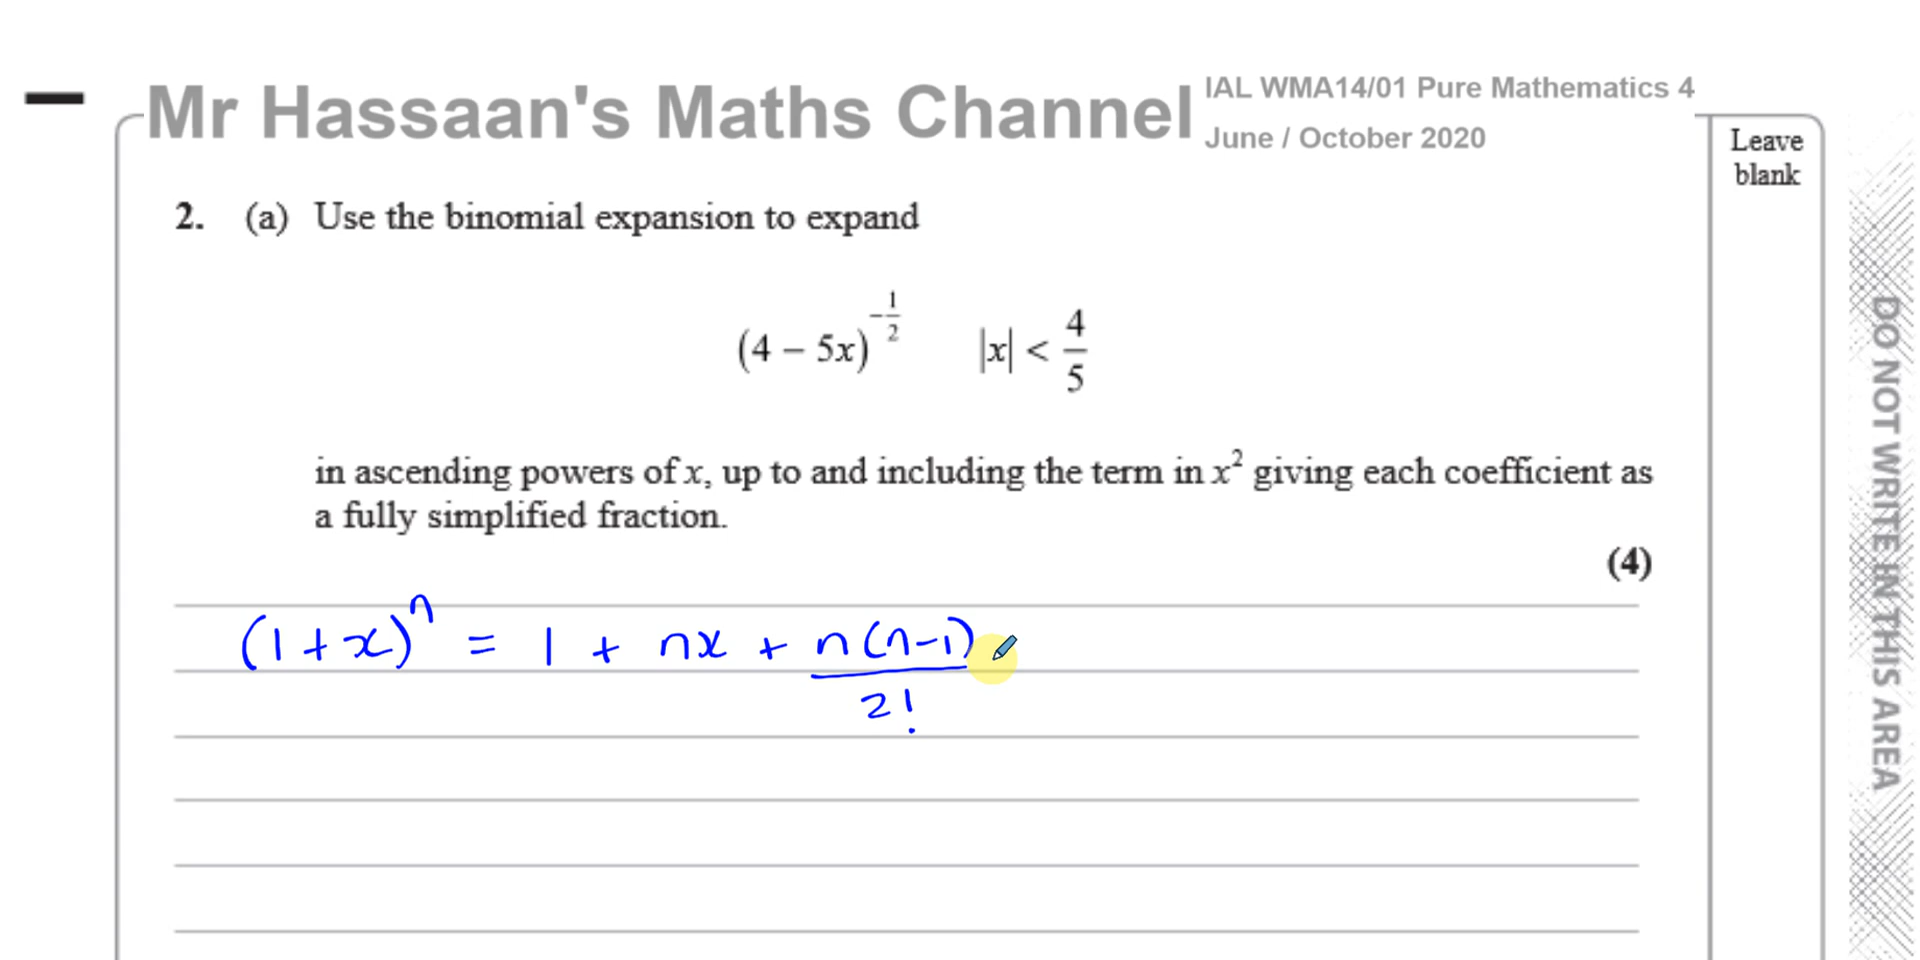 Mr Hassaan's Maths Channel
IAL WMA14/01 Pure Mathematics 4
June / October 2020
Leave
blank
2. (a) Use the binomial expansion to expand
(4 − 5x)^{-\frac{1}{2}} |x| < \frac{4}{5}
in ascending powers of x, up to and including the term in x² giving each coefficient as
a fully simplified fraction.
(4)
(1+x)^n = 1 + nx + \frac{n(n-1)}{2!}
DO NOT WRITE IN THIS AREA